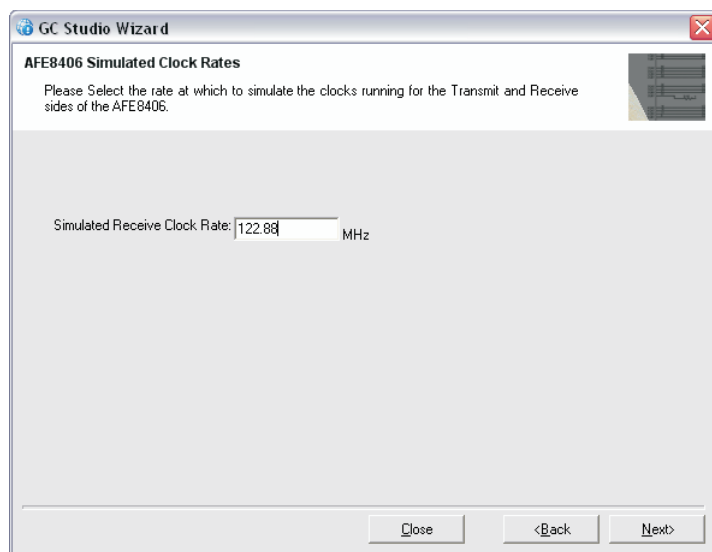 GC Studio Wizard
AFE8406 Simulated Clock Rates
Please Select the rate at which to simulate the clocks running for the Transmit and Receive
sides of the AFE8406.
Simulated Receive Clock Rate: 122.88 MHz
Close <Back Next>